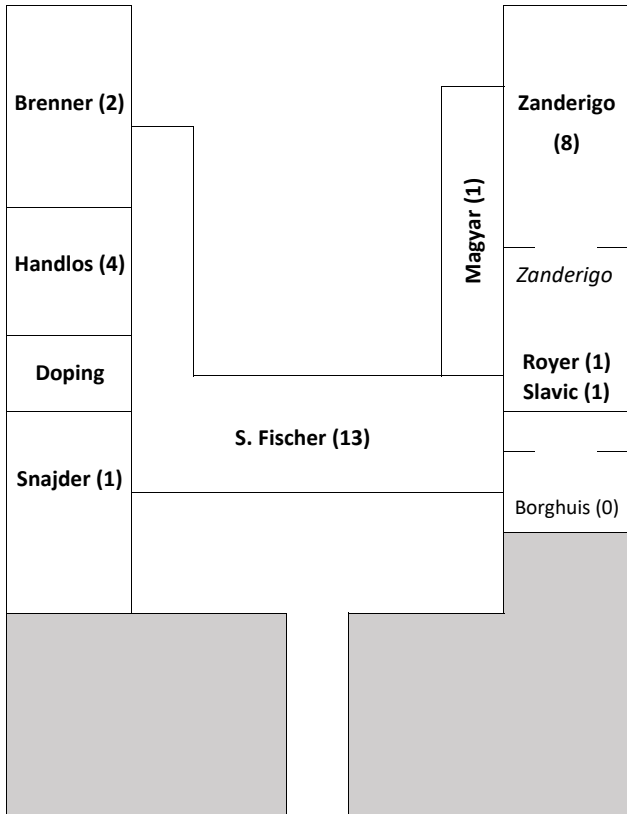 Brenner (2)
Zanderigo
(8)
Magyar (1)
Handlos (4)
Zanderigo
Doping
Royer (1)
Slavic (1)
S. Fischer (13)
Snajder (1)
Borghuis (0)